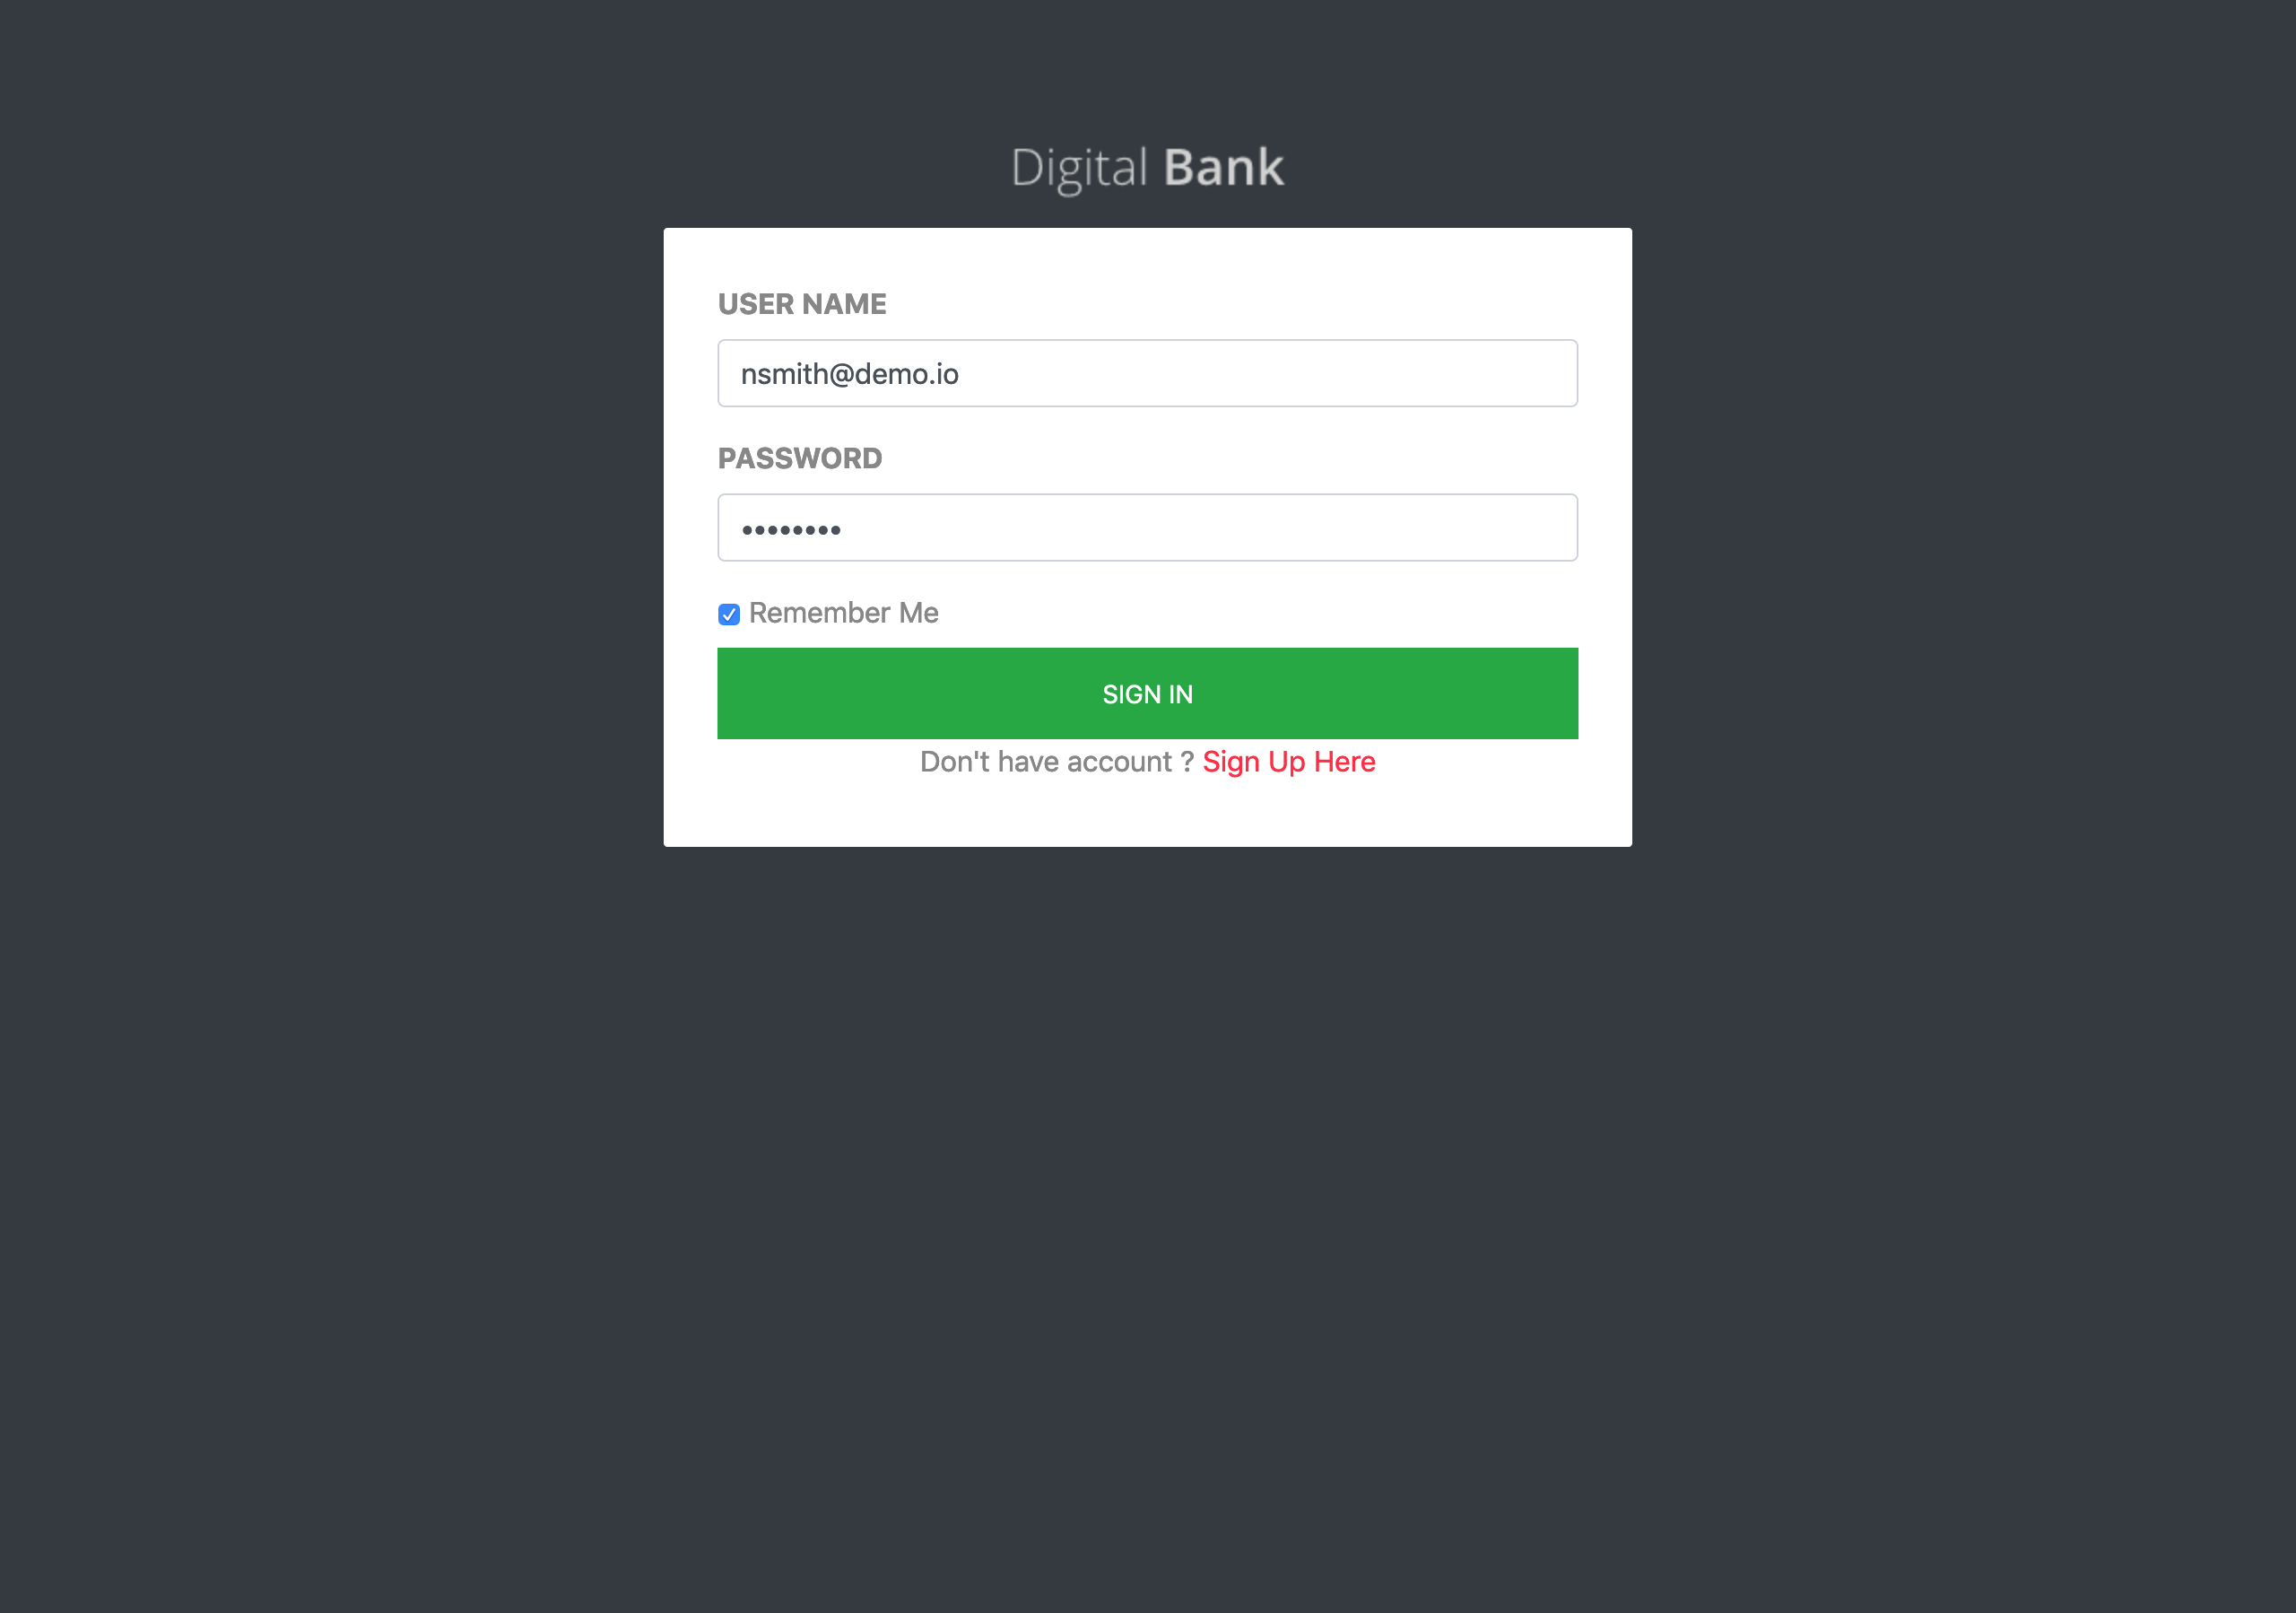 Digital Bank
USER NAME
nsmith@demo.io
PASSWORD
••••••••
Remember Me
SIGN IN
Don't have account ? Sign Up Here